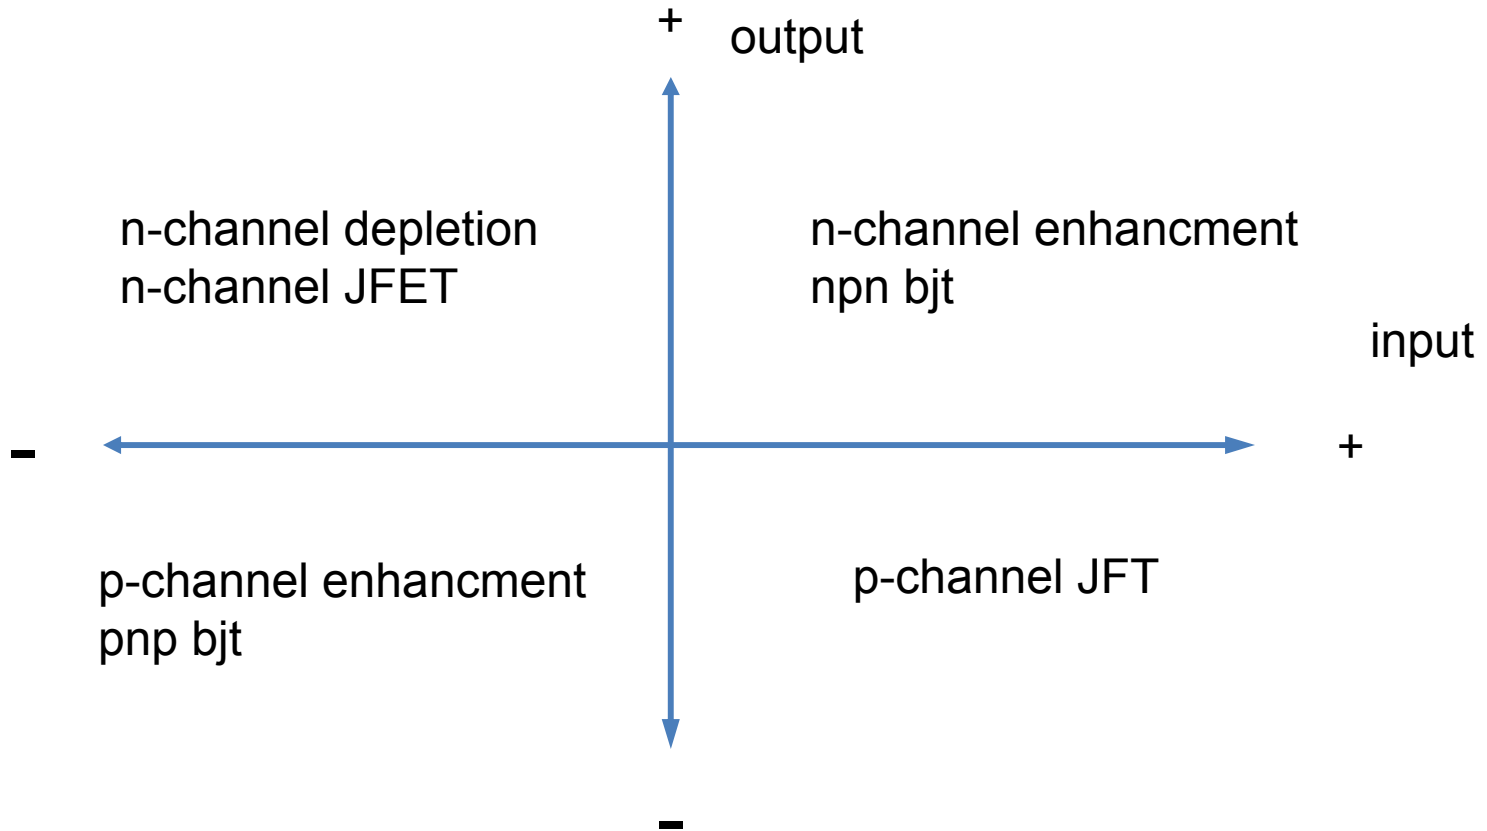 +
output
n-channel depletion
n-channel JFET
n-channel enhancment
npn bjt
input
-
+
p-channel enhancment
pnp bjt
p-channel JFT
-